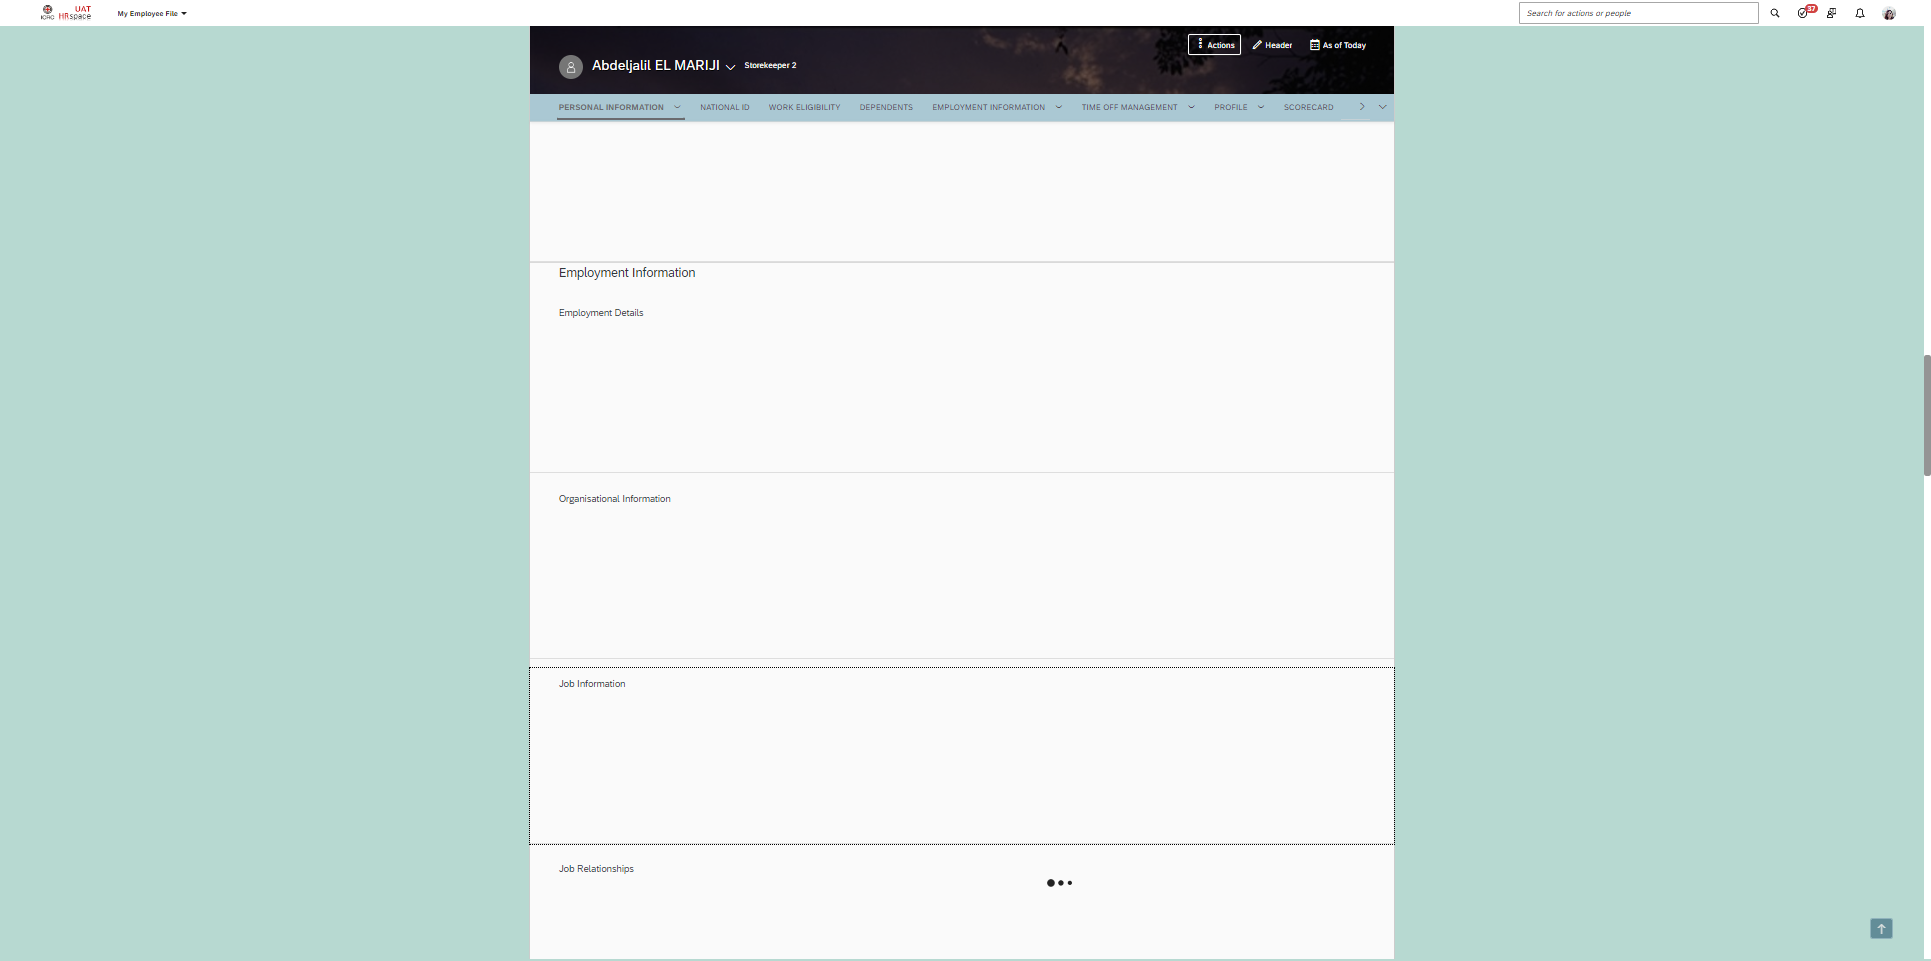 ICRC
UAT
HRspace
My Employee File
Search for actions or people
37
Actions
Header
As of Today
Abdeljalil EL MARIJI
Storekeeper 2
PERSONAL INFORMATION
NATIONAL ID
WORK ELIGIBILITY
DEPENDENTS
EMPLOYMENT INFORMATION
TIME OFF MANAGEMENT
PROFILE
SCORECARD
Employment Information
Employment Details
Organisational Information
Job Information
Job Relationships